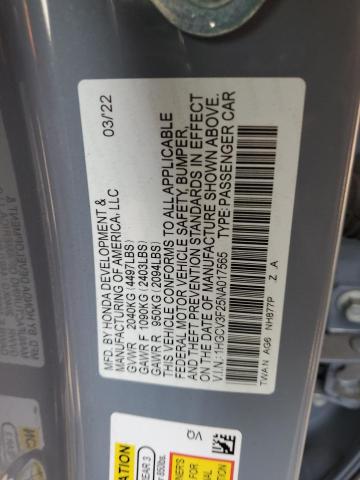 MFD. BY HONDA DEVELOPMENT &
MANUFACTURING OF AMERICA, LLC
03/22
GVWR 2040KG (4497LBS)
GAWR F 1090KG (2403LBS)
GAWR R 950KG (2094LBS)
THIS VEHICLE CONFORMS TO ALL APPLICABLE
FEDERAL MOTOR VEHICLE SAFETY, BUMPER,
AND THEFT PREVENTION STANDARDS IN EFFECT
ON THE DATE OF MANUFACTURE SHOWN ABOVE.
V.I.N.:1HGCV3F25NA017565 TYPE:PASSENGER CAR
TWAN AG6 NH877P Z A
VQ